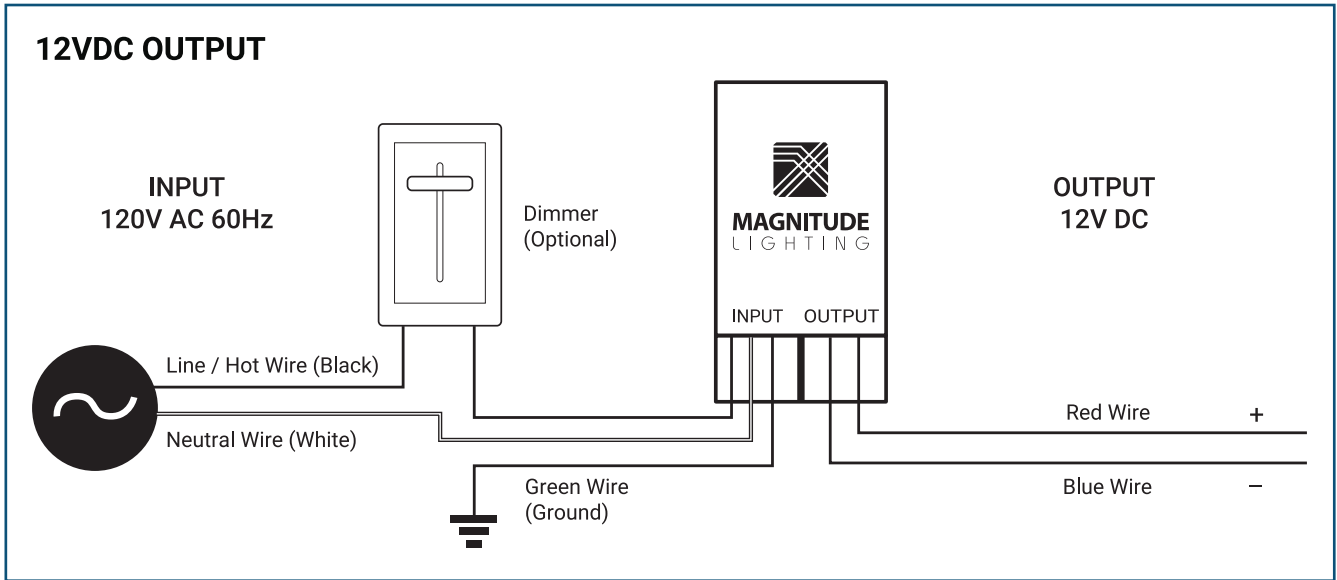 12VDC OUTPUT
INPUT
120V AC 60Hz
Dimmer
(Optional)
MAGNITUDE
LIGHTING
INPUT OUTPUT
OUTPUT
12V DC
Line / Hot Wire (Black)
Neutral Wire (White)
Green Wire
(Ground)
Red Wire +
Blue Wire −